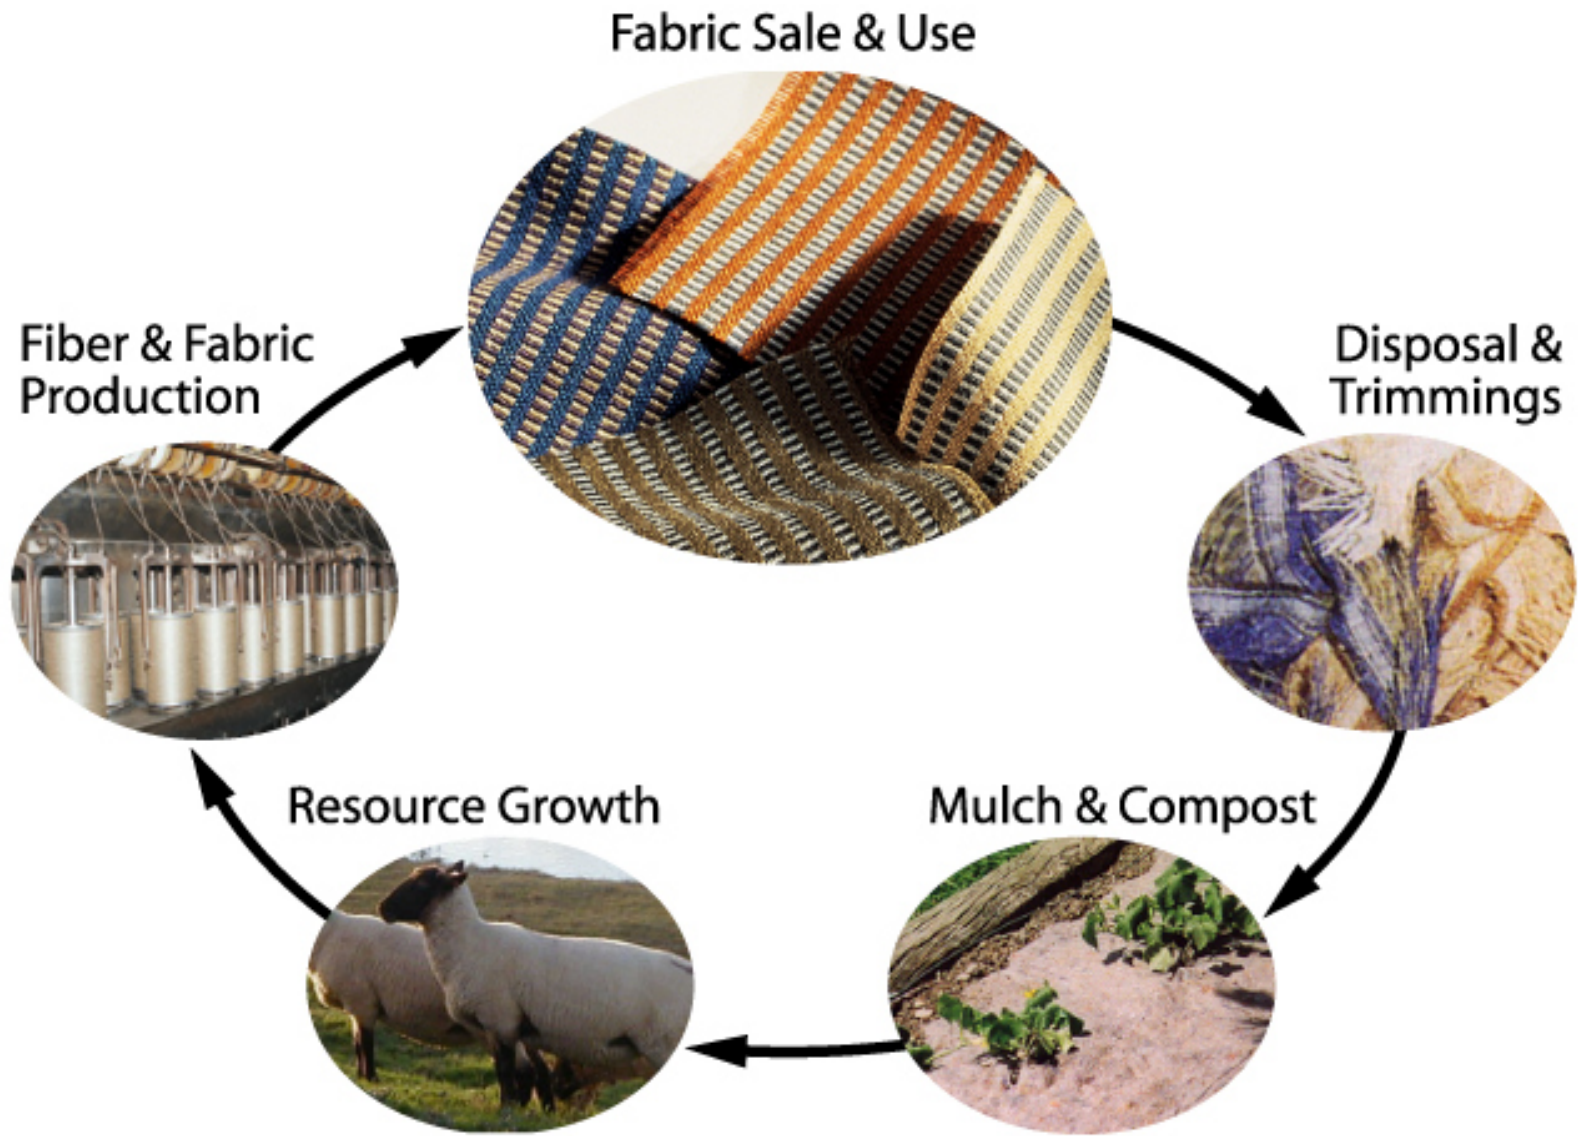 Fabric Sale & Use
Fiber & Fabric
Production
Disposal &
Trimmings
Resource Growth
Mulch & Compost